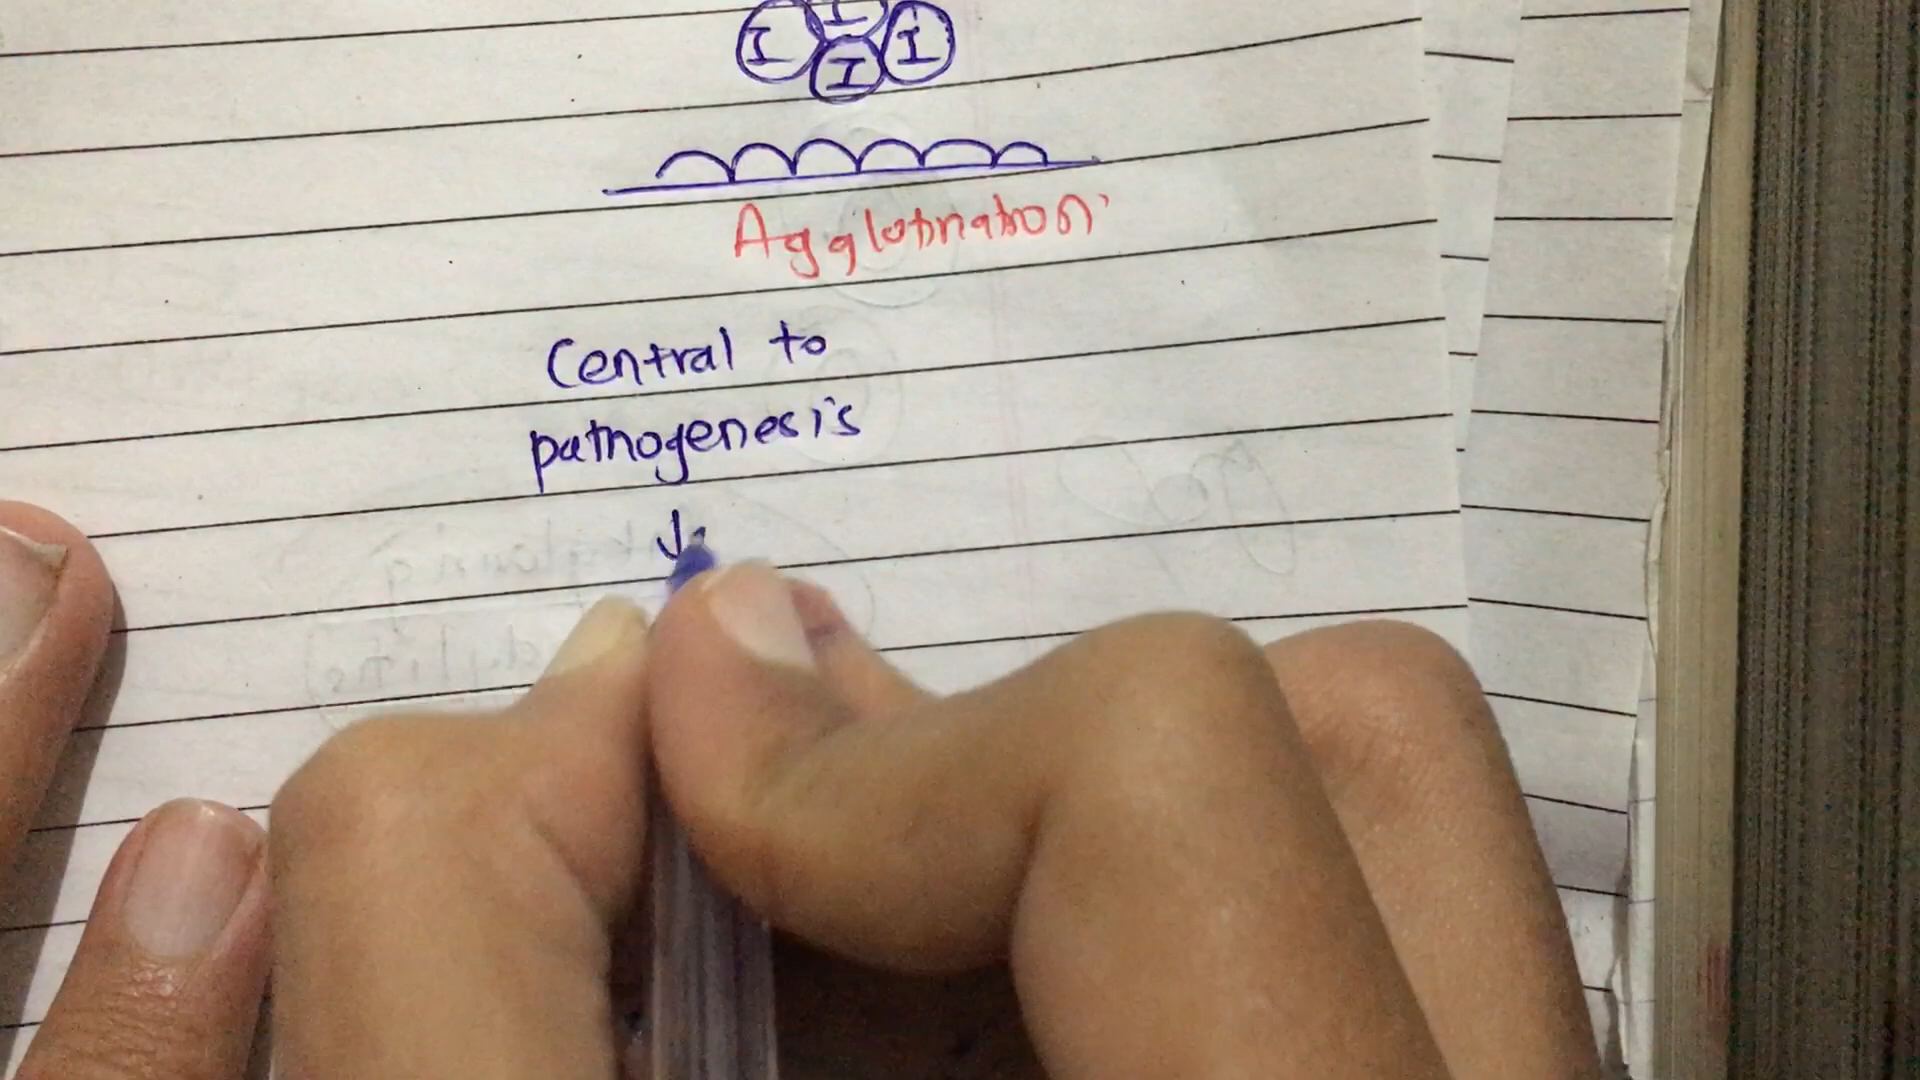 I I I
I
Agglutination
Central to
pathogenesis